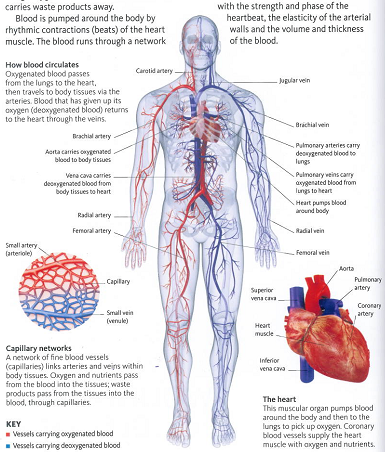 carries waste products away.
Blood is pumped around the body by
rhythmic contractions (beats) of the heart
muscle. The blood runs through a network
with the strength and phase of the
heartbeat, the elasticity of the arterial
walls and the volume and thickness
of the blood.
How blood circulates
Oxygenated blood passes
from the lungs to the heart,
then travels to body tissues via the
arteries. Blood that has given up its
oxygen (deoxygenated blood) returns
to the heart through the veins.
Carotid artery
Jugular vein
Brachial artery
Brachial vein
Aorta carries oxygenated
blood to body tissues
Pulmonary arteries carry
deoxygenated blood to
lungs
Vena cava carries
deoxygenated blood from
body tissues to heart
Pulmonary veins carry
oxygenated blood from
lungs to heart
Heart pumps blood
around body
Radial artery
Radial vein
Femoral artery
Femoral vein
Small artery
(arteriole)
Capillary
Small vein
(venule)
Aorta
Pulmonary
artery
Superior
vena cava
Coronary
artery
Heart
muscle
Inferior
vena cava
Capillary networks
A network of fine blood vessels
(capillaries) links arteries and veins within
body tissues. Oxygen and nutrients pass
from the blood into the tissues; waste
products pass from the tissues into the
blood, through capillaries.
KEY
Vessels carrying oxygenated blood
Vessels carrying deoxygenated blood
The heart
This muscular organ pumps blood
around the body and then to the
lungs to pick up oxygen. Coronary
blood vessels supply the heart
muscle with oxygen and nutrients.